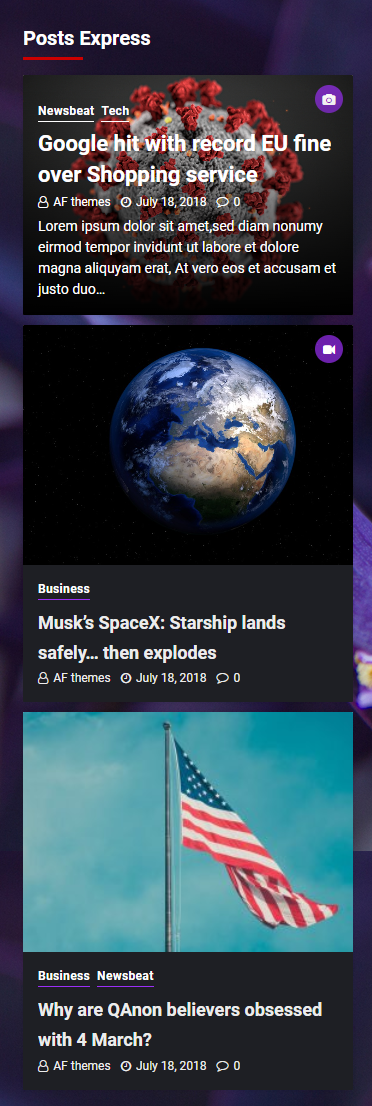 Posts Express
Newsbeat Tech
Google hit with record EU fine
over Shopping service
AF themes July 18, 2018 0
Lorem ipsum dolor sit amet,sed diam nonumy
eirmod tempor invidunt ut labore et dolore
magna aliquyam erat, At vero eos et accusam et
justo duo...
Business
Musk’s SpaceX: Starship lands
safely… then explodes
AF themes July 18, 2018 0
Business Newsbeat
Why are QAnon believers obsessed
with 4 March?
AF themes July 18, 2018 0